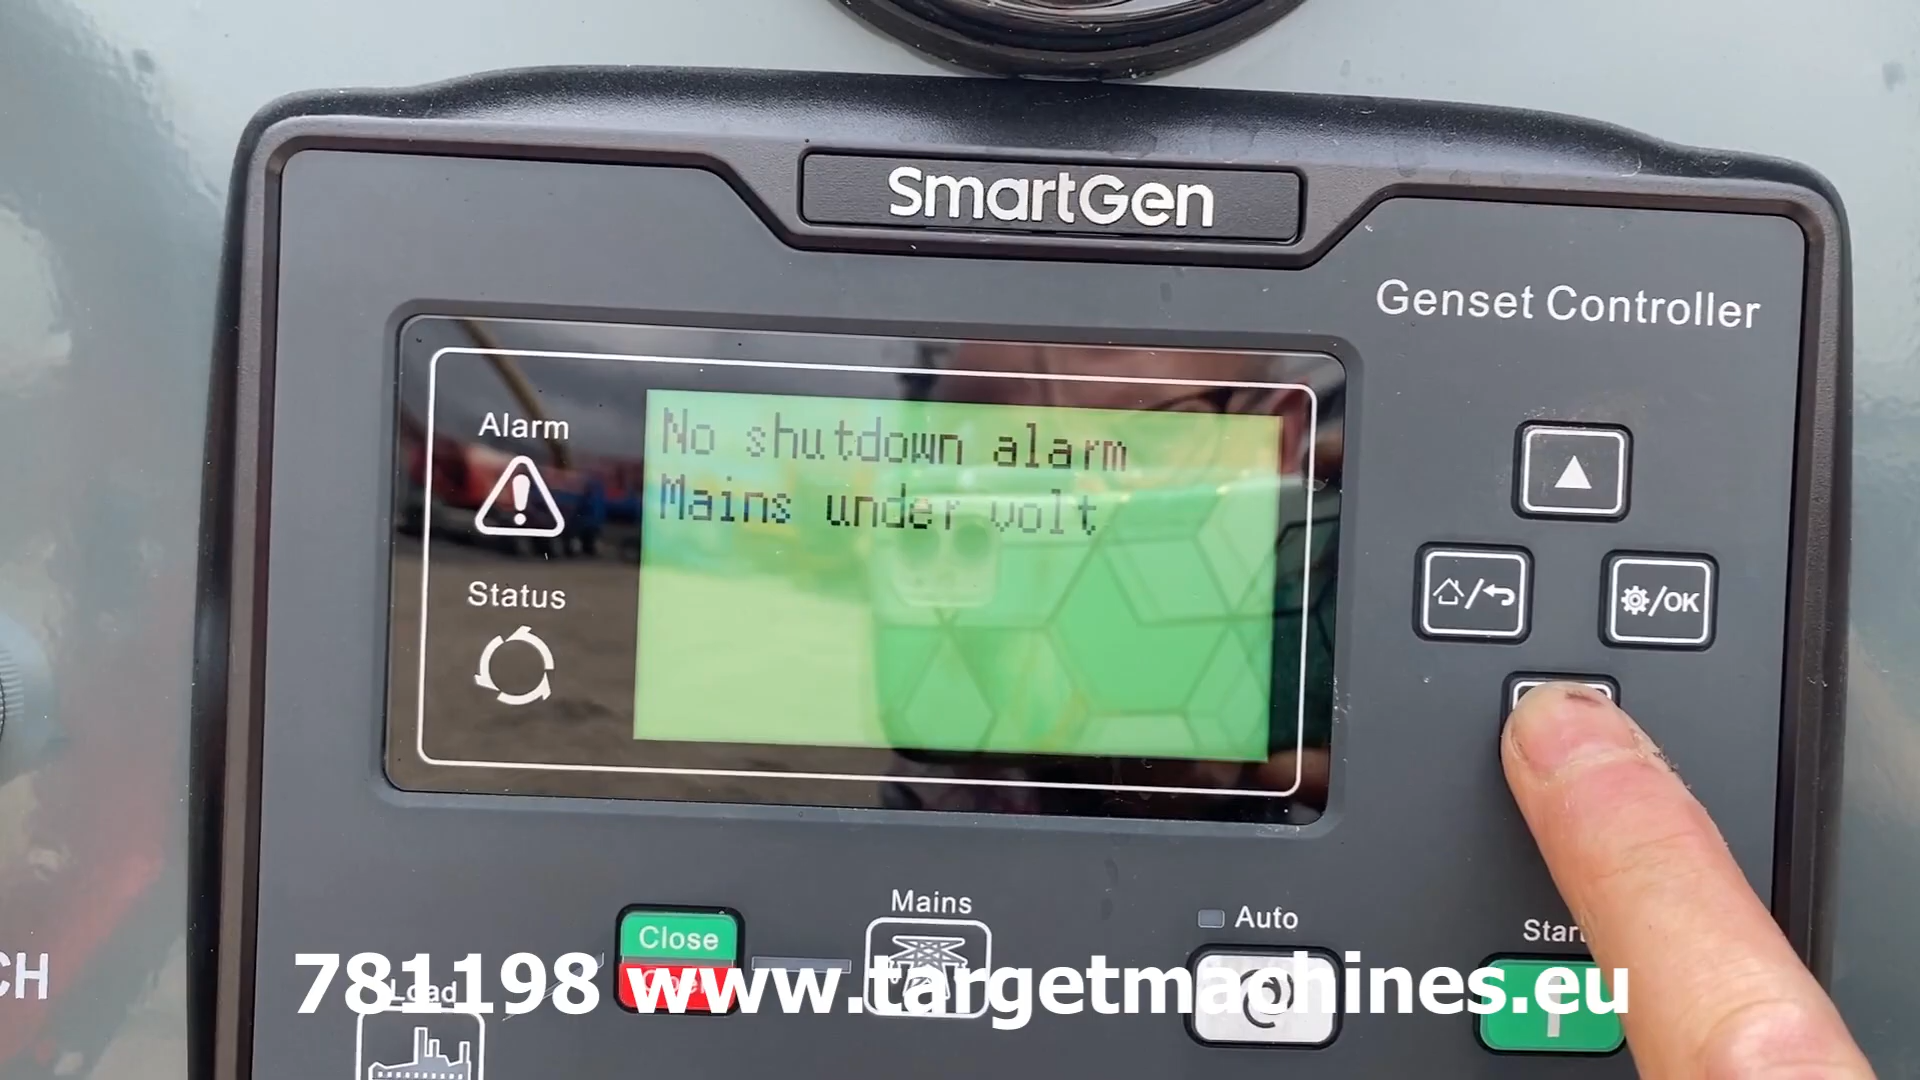 SmartGen
Genset Controller
Alarm
No shutdown alarm
Mains under volt
Status
/OK
Mains
Close
Auto
Start
CH
Load
781198 www.targetmachines.eu